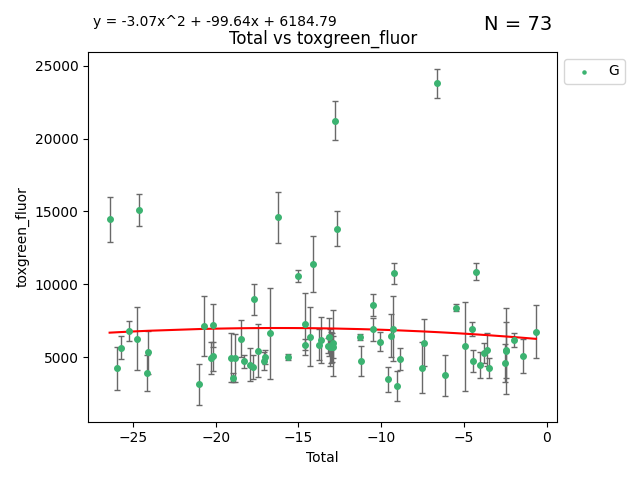 y = -3.07x^2 + -99.64x + 6184.79
N = 73
Total vs toxgreen_fluor
G
25000
20000
15000
10000
5000
toxgreen_fluor
−25 −20 −15 −10 −5 0
Total